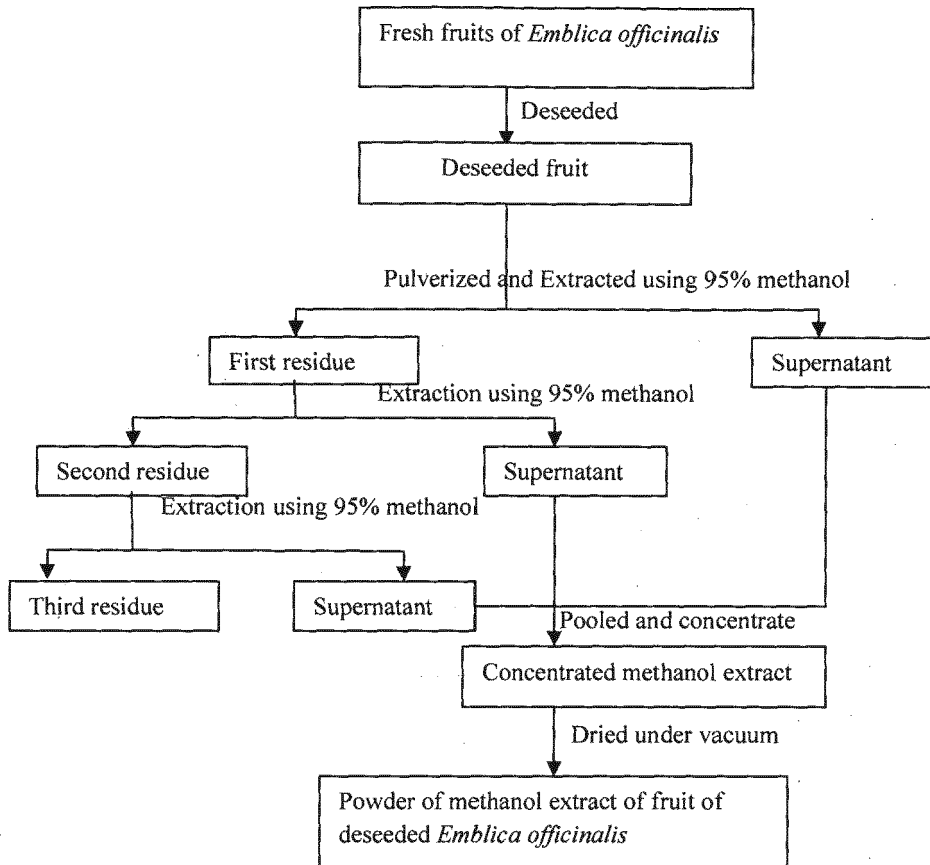 Fresh fruits of Emblica officinalis
Deseeded
Deseeded fruit
Pulverized and Extracted using 95% methanol
First residue
Supernatant
Extraction using 95% methanol
Second residue
Supernatant
Extraction using 95% methanol
Third residue
Supernatant
Pooled and concentrate
Concentrated methanol extract
Dried under vacuum
Powder of methanol extract of fruit of
deseeded Emblica officinalis